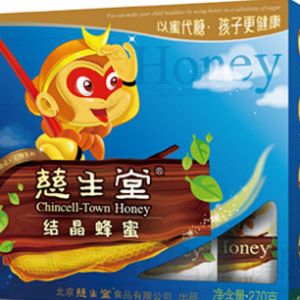 You can make your child healthier by using honey as a substitute of sugar
以蜜代糖·孩子更健康
Honey
慈生堂®
Chincell-Town Honey
结晶蜂蜜
Honey
北京慈生堂食品有限公司 出品
净含量:270克